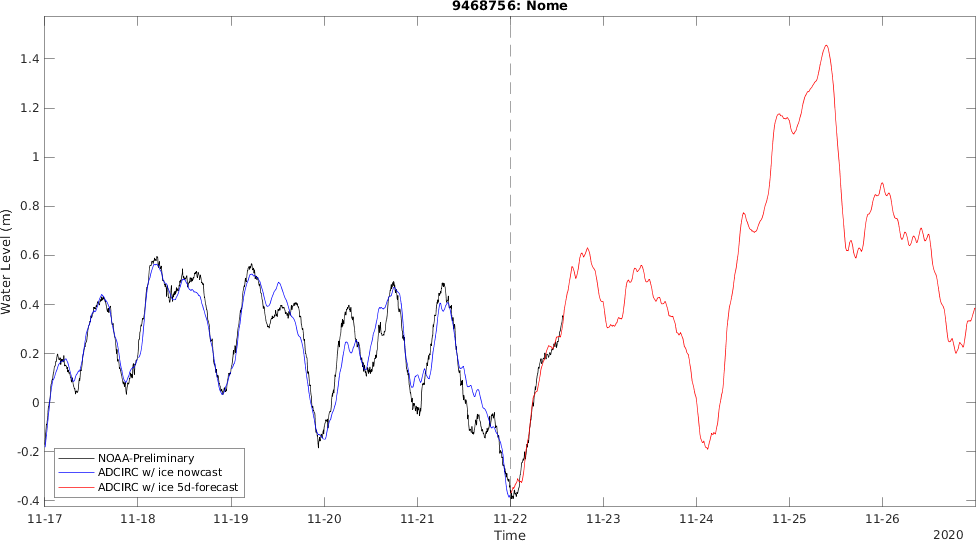 9468756: Nome
Water Level (m)
1.4
1.2
1
0.8
0.6
0.4
0.2
0
-0.2
-0.4
NOAA-Preliminary
ADCIRC w/ ice nowcast
ADCIRC w/ ice 5d-forecast
11-17 11-18 11-19 11-20 11-21 11-22 11-23 11-24 11-25 11-26
Time
2020